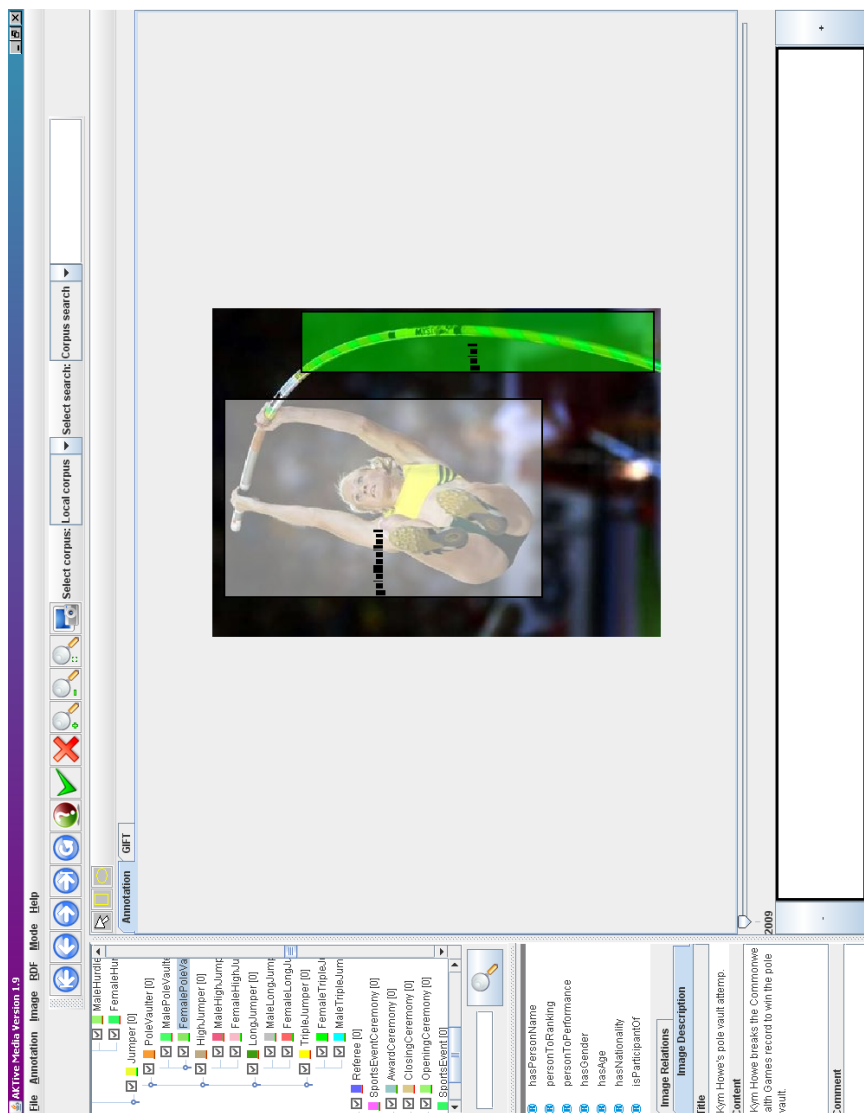 AKTive Media Version 1.9
File Annotation Image PDF Mode Help
Select corpus: Local corpus Select search: Corpus search
Annotation GIFT
MaleHurdle
FemaleHur
Jumper [0]
PoleVaulter [0]
MalePoleVaulte
FemalePoleVa
HighJumper [0]
MaleHighJump
FemaleHighJu
LongJumper [0]
MaleLongJump
FemaleLongJu
TripleJumper [0]
FemaleTripleJ
MaleTripleJum
Referee [0]
SportsEventCeremony [0]
AwardCeremony [0]
ClosingCeremony [0]
OpeningCeremony [0]
SportsEvent [0]
hasPersonName
personToRanking
personToPerformance
hasGender
hasAge
hasNationality
isParticipantOf
Image Relations
Image Description
Title
Kym Howe's pole vault attemp.
Content
Kym Howe breaks the Commonwe
alth Games record to win the pole
vault.
Comment
2009
-
+